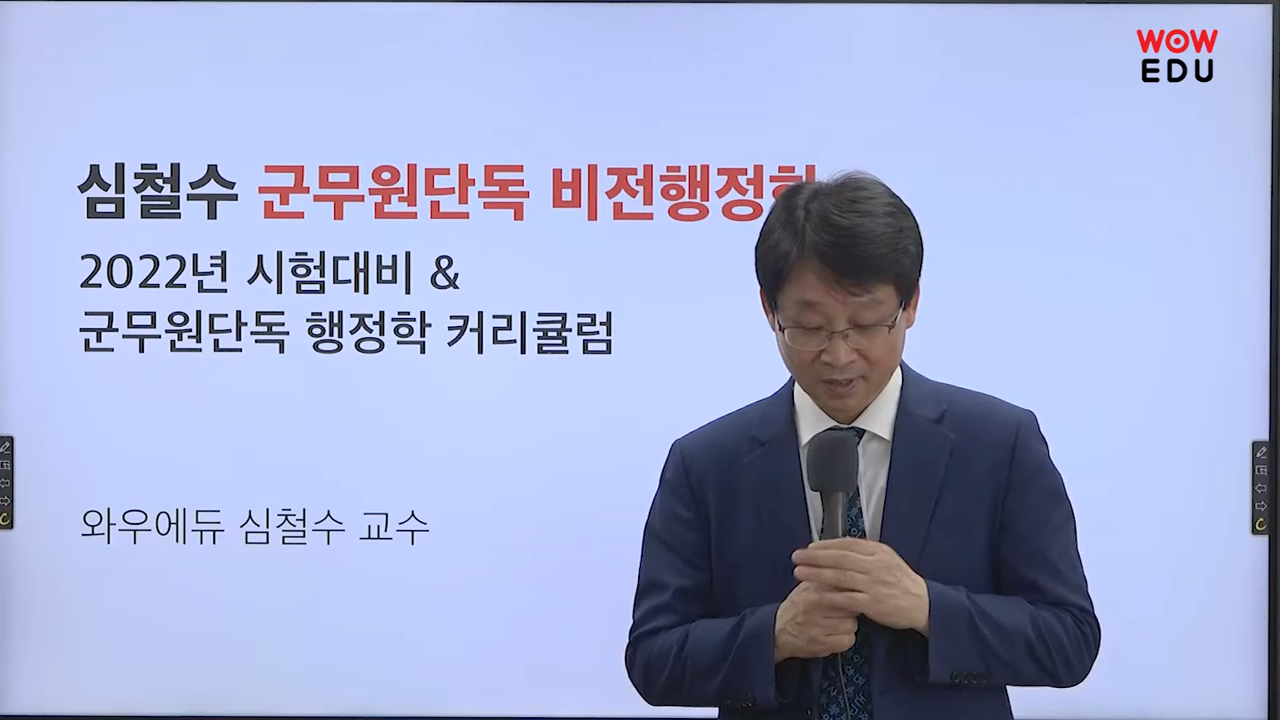 WOW
EDU
심철수 군무원단독 비전행정학
2022년 시험대비 &
군무원단독 행정학 커리큘럼
와우에듀 심철수 교수